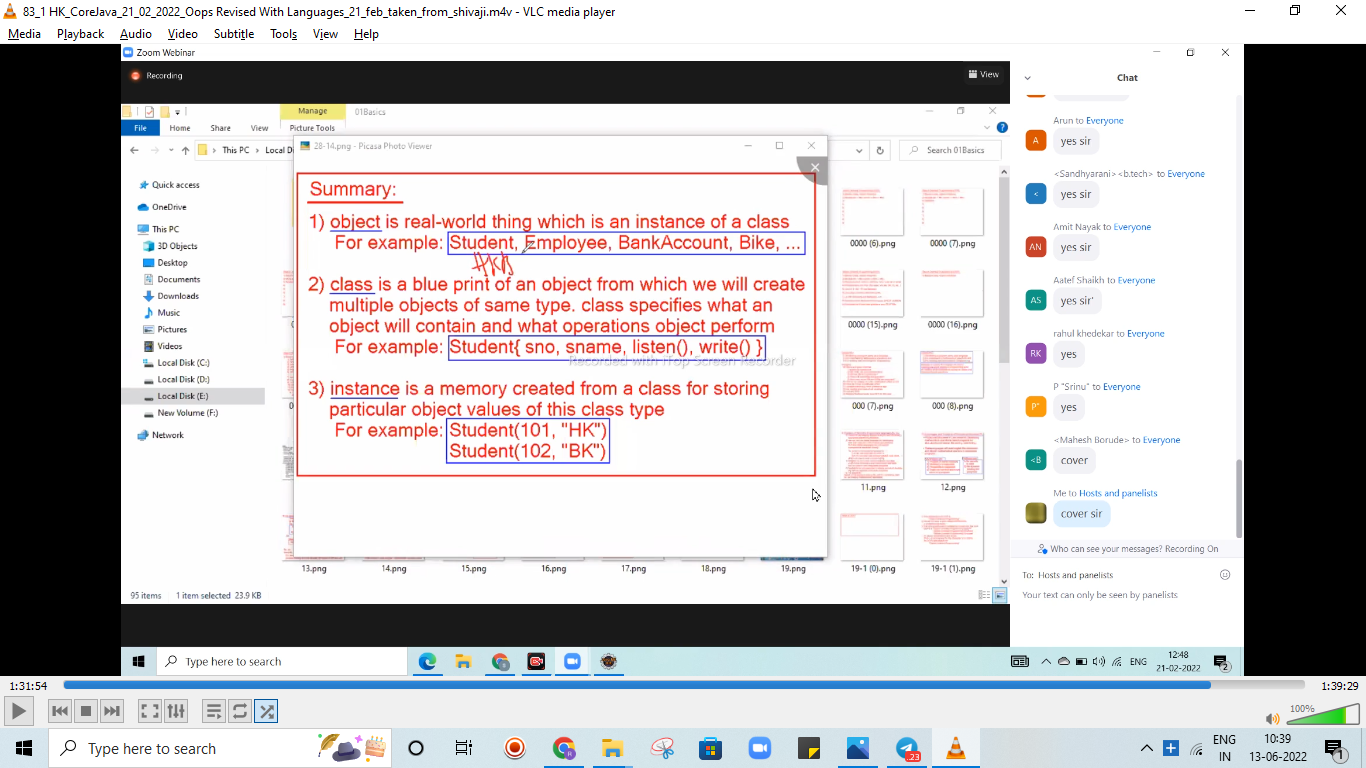 83_1 HK_CoreJava_21_02_2022_Oops Revised With Languages_21_feb_taken_from_shivaji.m4v - VLC media player
Media Playback Audio Video Subtitle Tools View Help
Zoom Webinar
Recording
View
Manage 01Basics
File Home Share View Picture Tools
This PC Local D
Search 01Basics
28-14.png - Picasa Photo Viewer
Quick access
OneDrive
This PC
3D Objects
Desktop
Documents
Downloads
Music
Pictures
Videos
Local Disk (C:)
Local Disk (D:)
Local Disk (E:)
New Volume (F:)
Network
Summary:
1) object is real-world thing which is an instance of a class
For example: Student, Employee, BankAccount, Bike, ...
HKB
2) class is a blue print of an object from which we will create
multiple objects of same type. class specifies what an
object will contain and what operations object perform
For example: Student{ sno, sname, listen(), write() }
Recorded with iTop Screen Recorder
3) instance is a memory created from a class for storing
particular object values of this class type
For example: Student(101, "HK")
Student(102, "BK")
0000 (6).png 0000 (7).png
0000 (15).png 0000 (16).png
000 (7).png 000 (8).png
11.png 12.png
13.png 14.png 15.png 16.png 17.png 18.png 19.png 19-1 (0).png 19-1 (1).png
95 items 1 item selected 23.9 KB
Chat
Arun to Everyone
A yes sir
<Sandhyarani><b.tech> to Everyone
< yes sir
Amit Nayak to Everyone
AN yes sir
Aatef Shaikh to Everyone
AS yes sir'
rahul khedekar to Everyone
RK yes
P "Srinu" to Everyone
P" yes
<Mahesh Borude> to Everyone
<B cover
Me to Hosts and panelists
cover sir
Who can see your messages? Recording On
To: Hosts and panelists
Your text can only be seen by panelists
Type here to search
ENG
12:48
21-02-2022
2
1:31:54
1:39:29
100%
Type here to search
23
ENG
IN
10:39
13-06-2022
1